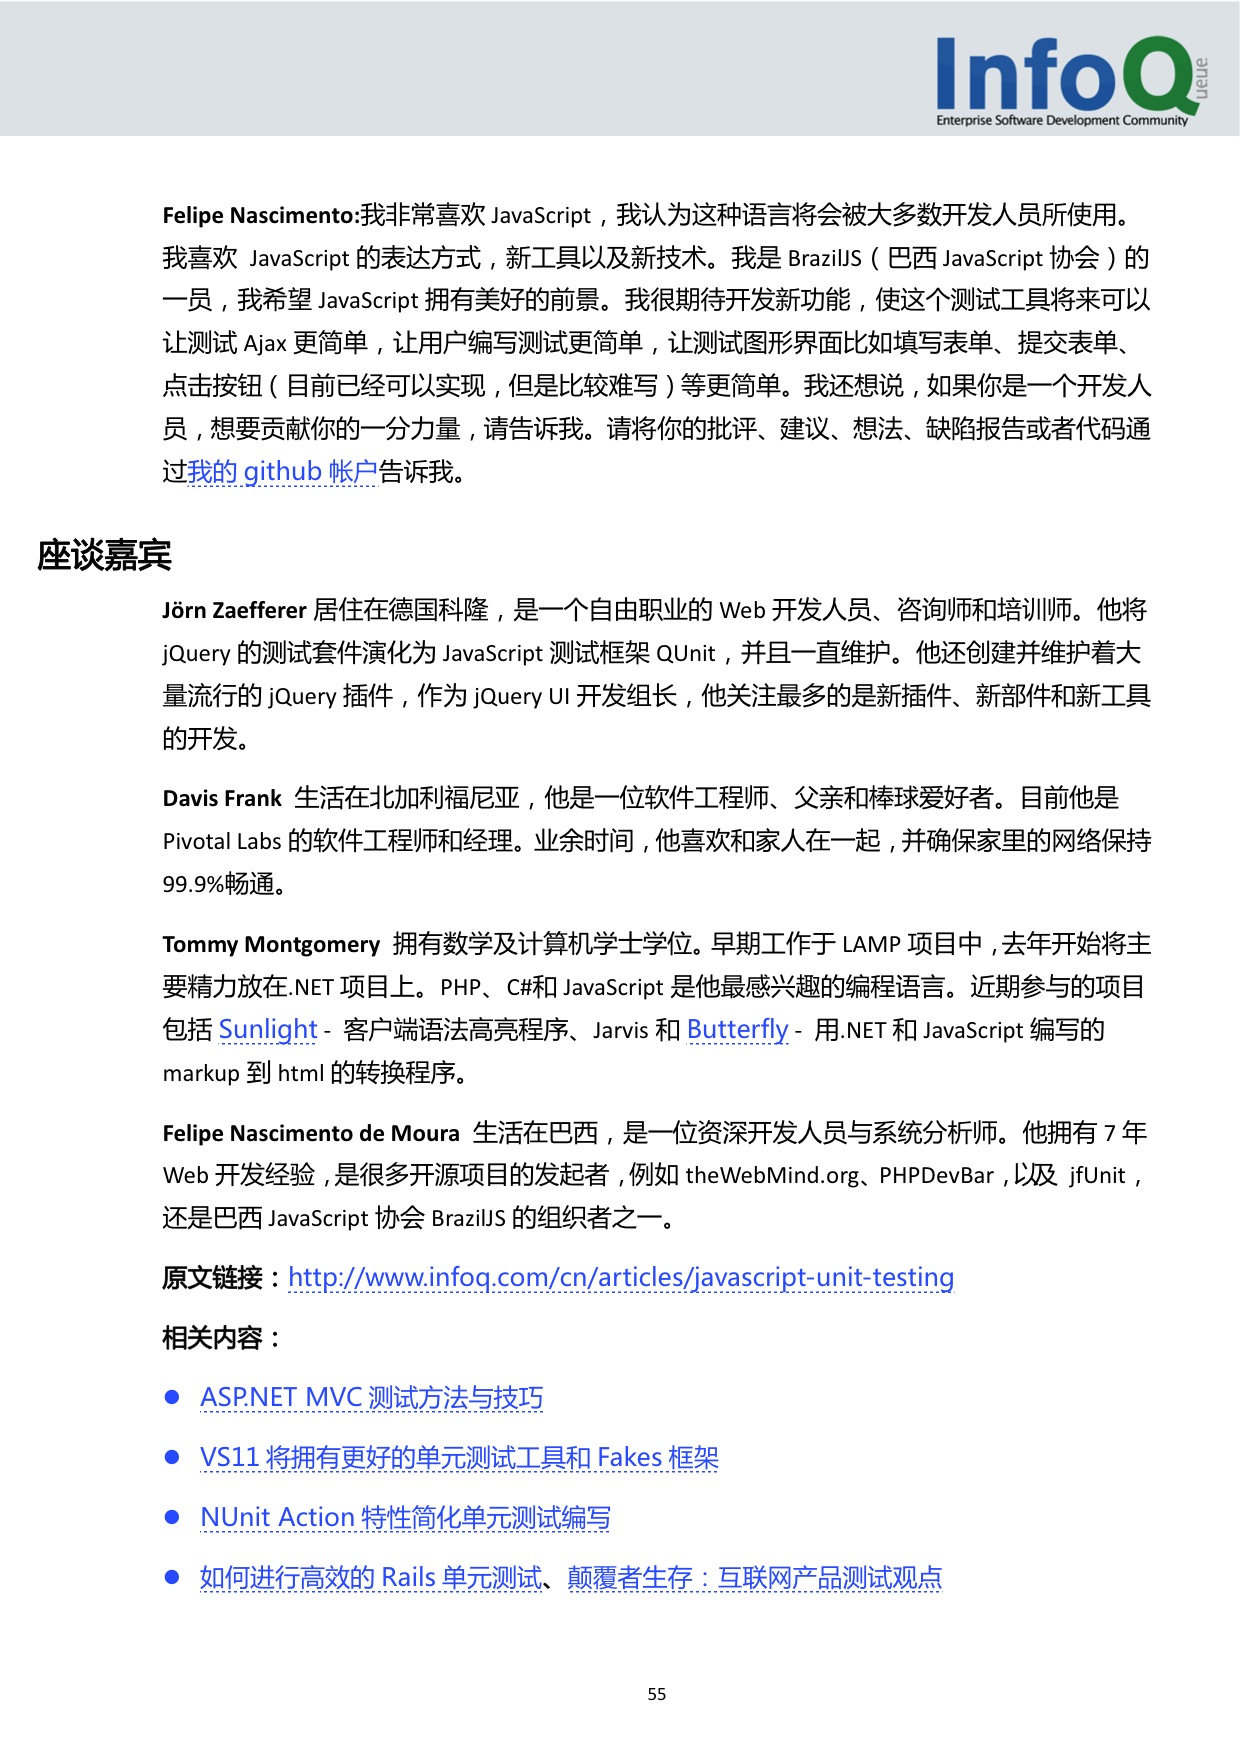 InfoQueue
Enterprise Software Development Community
Felipe Nascimento:我非常喜欢 JavaScript，我认为这种语言将会被大多数开发人员所使用。
我喜欢 JavaScript 的表达方式，新工具以及新技术。我是 BrazilJS（巴西 JavaScript 协会）的
一员，我希望 JavaScript 拥有美好的前景。我很期待开发新功能，使这个测试工具将来可以
让测试 Ajax 更简单，让用户编写测试更简单，让测试图形界面比如填写表单、提交表单、
点击按钮（目前已经可以实现，但是比较难写）等更简单。我还想说，如果你是一个开发人
员，想要贡献你的一分力量，请告诉我。请将你的批评、建议、想法、缺陷报告或者代码通
过我的 github 帐户告诉我。
座谈嘉宾
Jörn Zaefferer 居住在德国科隆，是一个自由职业的 Web 开发人员、咨询师和培训师。他将
jQuery 的测试套件演化为 JavaScript 测试框架 QUnit，并且一直维护。他还创建并维护着大
量流行的 jQuery 插件，作为 jQuery UI 开发组长，他关注最多的是新插件、新部件和新工具
的开发。
Davis Frank 生活在北加利福尼亚，他是一位软件工程师、父亲和棒球爱好者。目前他是
Pivotal Labs 的软件工程师和经理。业余时间，他喜欢和家人在一起，并确保家里的网络保持
99.9%畅通。
Tommy Montgomery 拥有数学及计算机学士学位。早期工作于 LAMP 项目中，去年开始将主
要精力放在.NET 项目上。PHP、C#和 JavaScript 是他最感兴趣的编程语言。近期参与的项目
包括 Sunlight - 客户端语法高亮程序、Jarvis 和 Butterfly - 用.NET 和 JavaScript 编写的
markup 到 html 的转换程序。
Felipe Nascimento de Moura 生活在巴西，是一位资深开发人员与系统分析师。他拥有 7 年
Web 开发经验，是很多开源项目的发起者，例如 theWebMind.org、PHPDevBar，以及 jfUnit，
还是巴西 JavaScript 协会 BrazilJS 的组织者之一。
原文链接：http://www.infoq.com/cn/articles/javascript-unit-testing
相关内容：
● ASP.NET MVC 测试方法与技巧
● VS11 将拥有更好的单元测试工具和 Fakes 框架
● NUnit Action 特性简化单元测试编写
● 如何进行高效的 Rails 单元测试、颠覆者生存：互联网产品测试观点
55